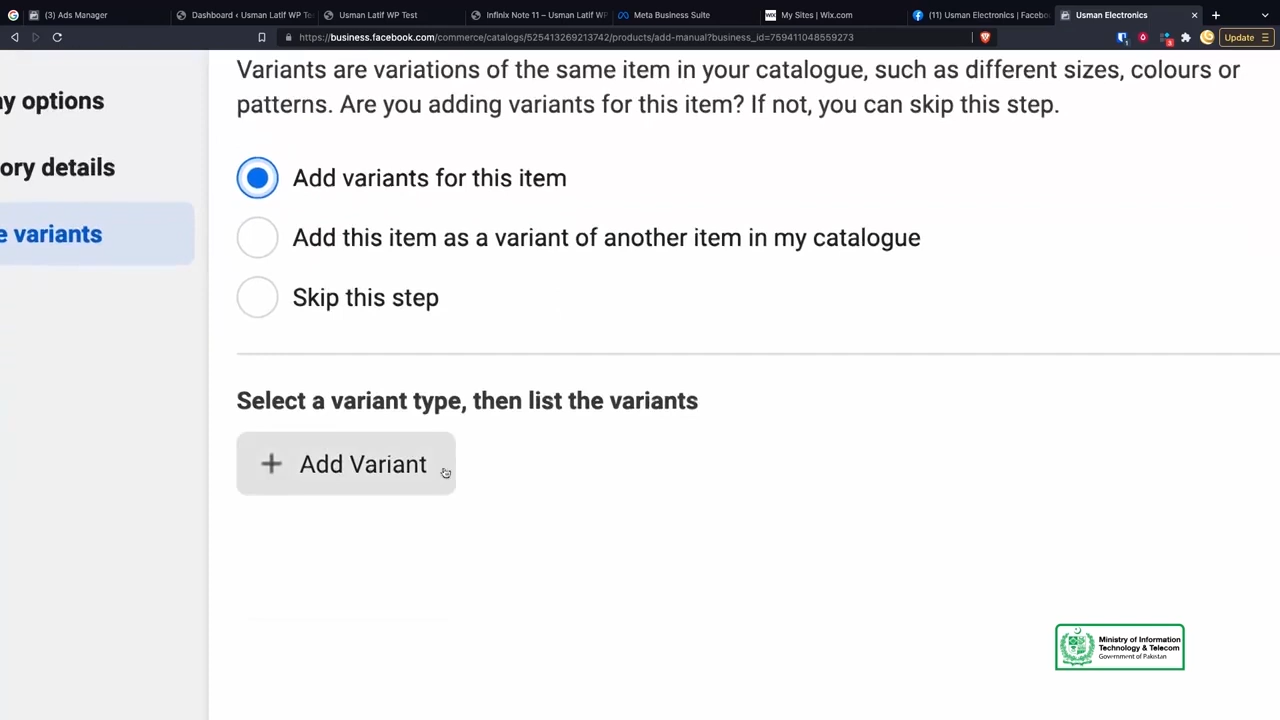 (3) Ads Manager
Dashboard ‹ Usman Latif WP Te
Usman Latif WP Test
Infinix Note 11 – Usman Latif WP
Meta Business Suite
My Sites | Wix.com
(11) Usman Electronics | Facebo
Usman Electronics
https://business.facebook.com/commerce/catalogs/525413269213742/products/add-manual?business_id=759411048559273
Update
Variants are variations of the same item in your catalogue, such as different sizes, colours or
patterns. Are you adding variants for this item? If not, you can skip this step.
ay options
ory details
e variants
Add variants for this item
Add this item as a variant of another item in my catalogue
Skip this step
Select a variant type, then list the variants
+ Add Variant
Ministry of Information
Technology & Telecom
Government of Pakistan